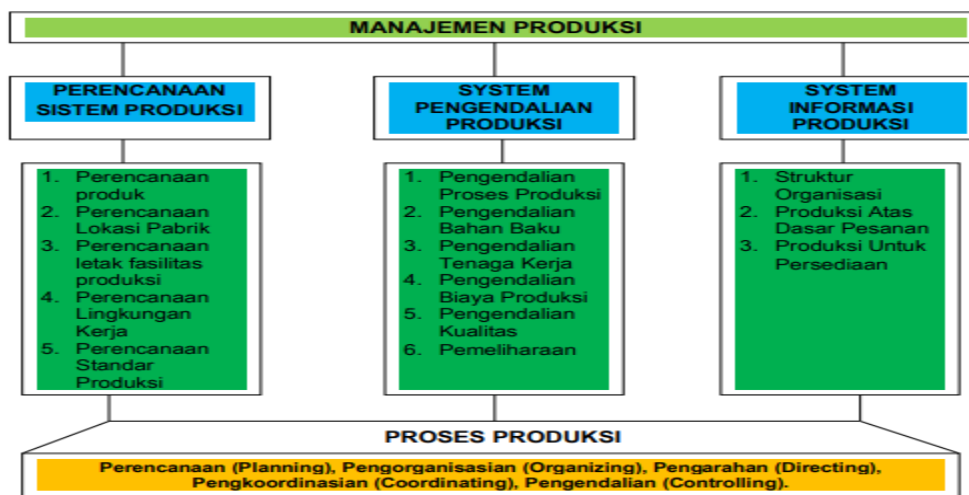 MANAJEMEN PRODUKSI
PERENCANAAN
SISTEM PRODUKSI
SYSTEM
PENGENDALIAN
PRODUKSI
SYSTEM
INFORMASI
PRODUKSI
1. Perencanaan
produk
2. Perencanaan
Lokasi Pabrik
3. Perencanaan
letak fasilitas
produksi
4. Perencanaan
Lingkungan
Kerja
5. Perencanaan
Standar
Produksi
1. Pengendalian
Proses Produksi
2. Pengendalian
Bahan Baku
3. Pengendalian
Tenaga Kerja
4. Pengendalian
Biaya Produksi
5. Pengendalian
Kualitas
6. Pemeliharaan
1. Struktur
Organisasi
2. Produksi Atas
Dasar Pesanan
3. Produksi Untuk
Persediaan
PROSES PRODUKSI
Perencanaan (Planning), Pengorganisasian (Organizing), Pengarahan (Directing),
Pengkoordinasian (Coordinating), Pengendalian (Controlling).